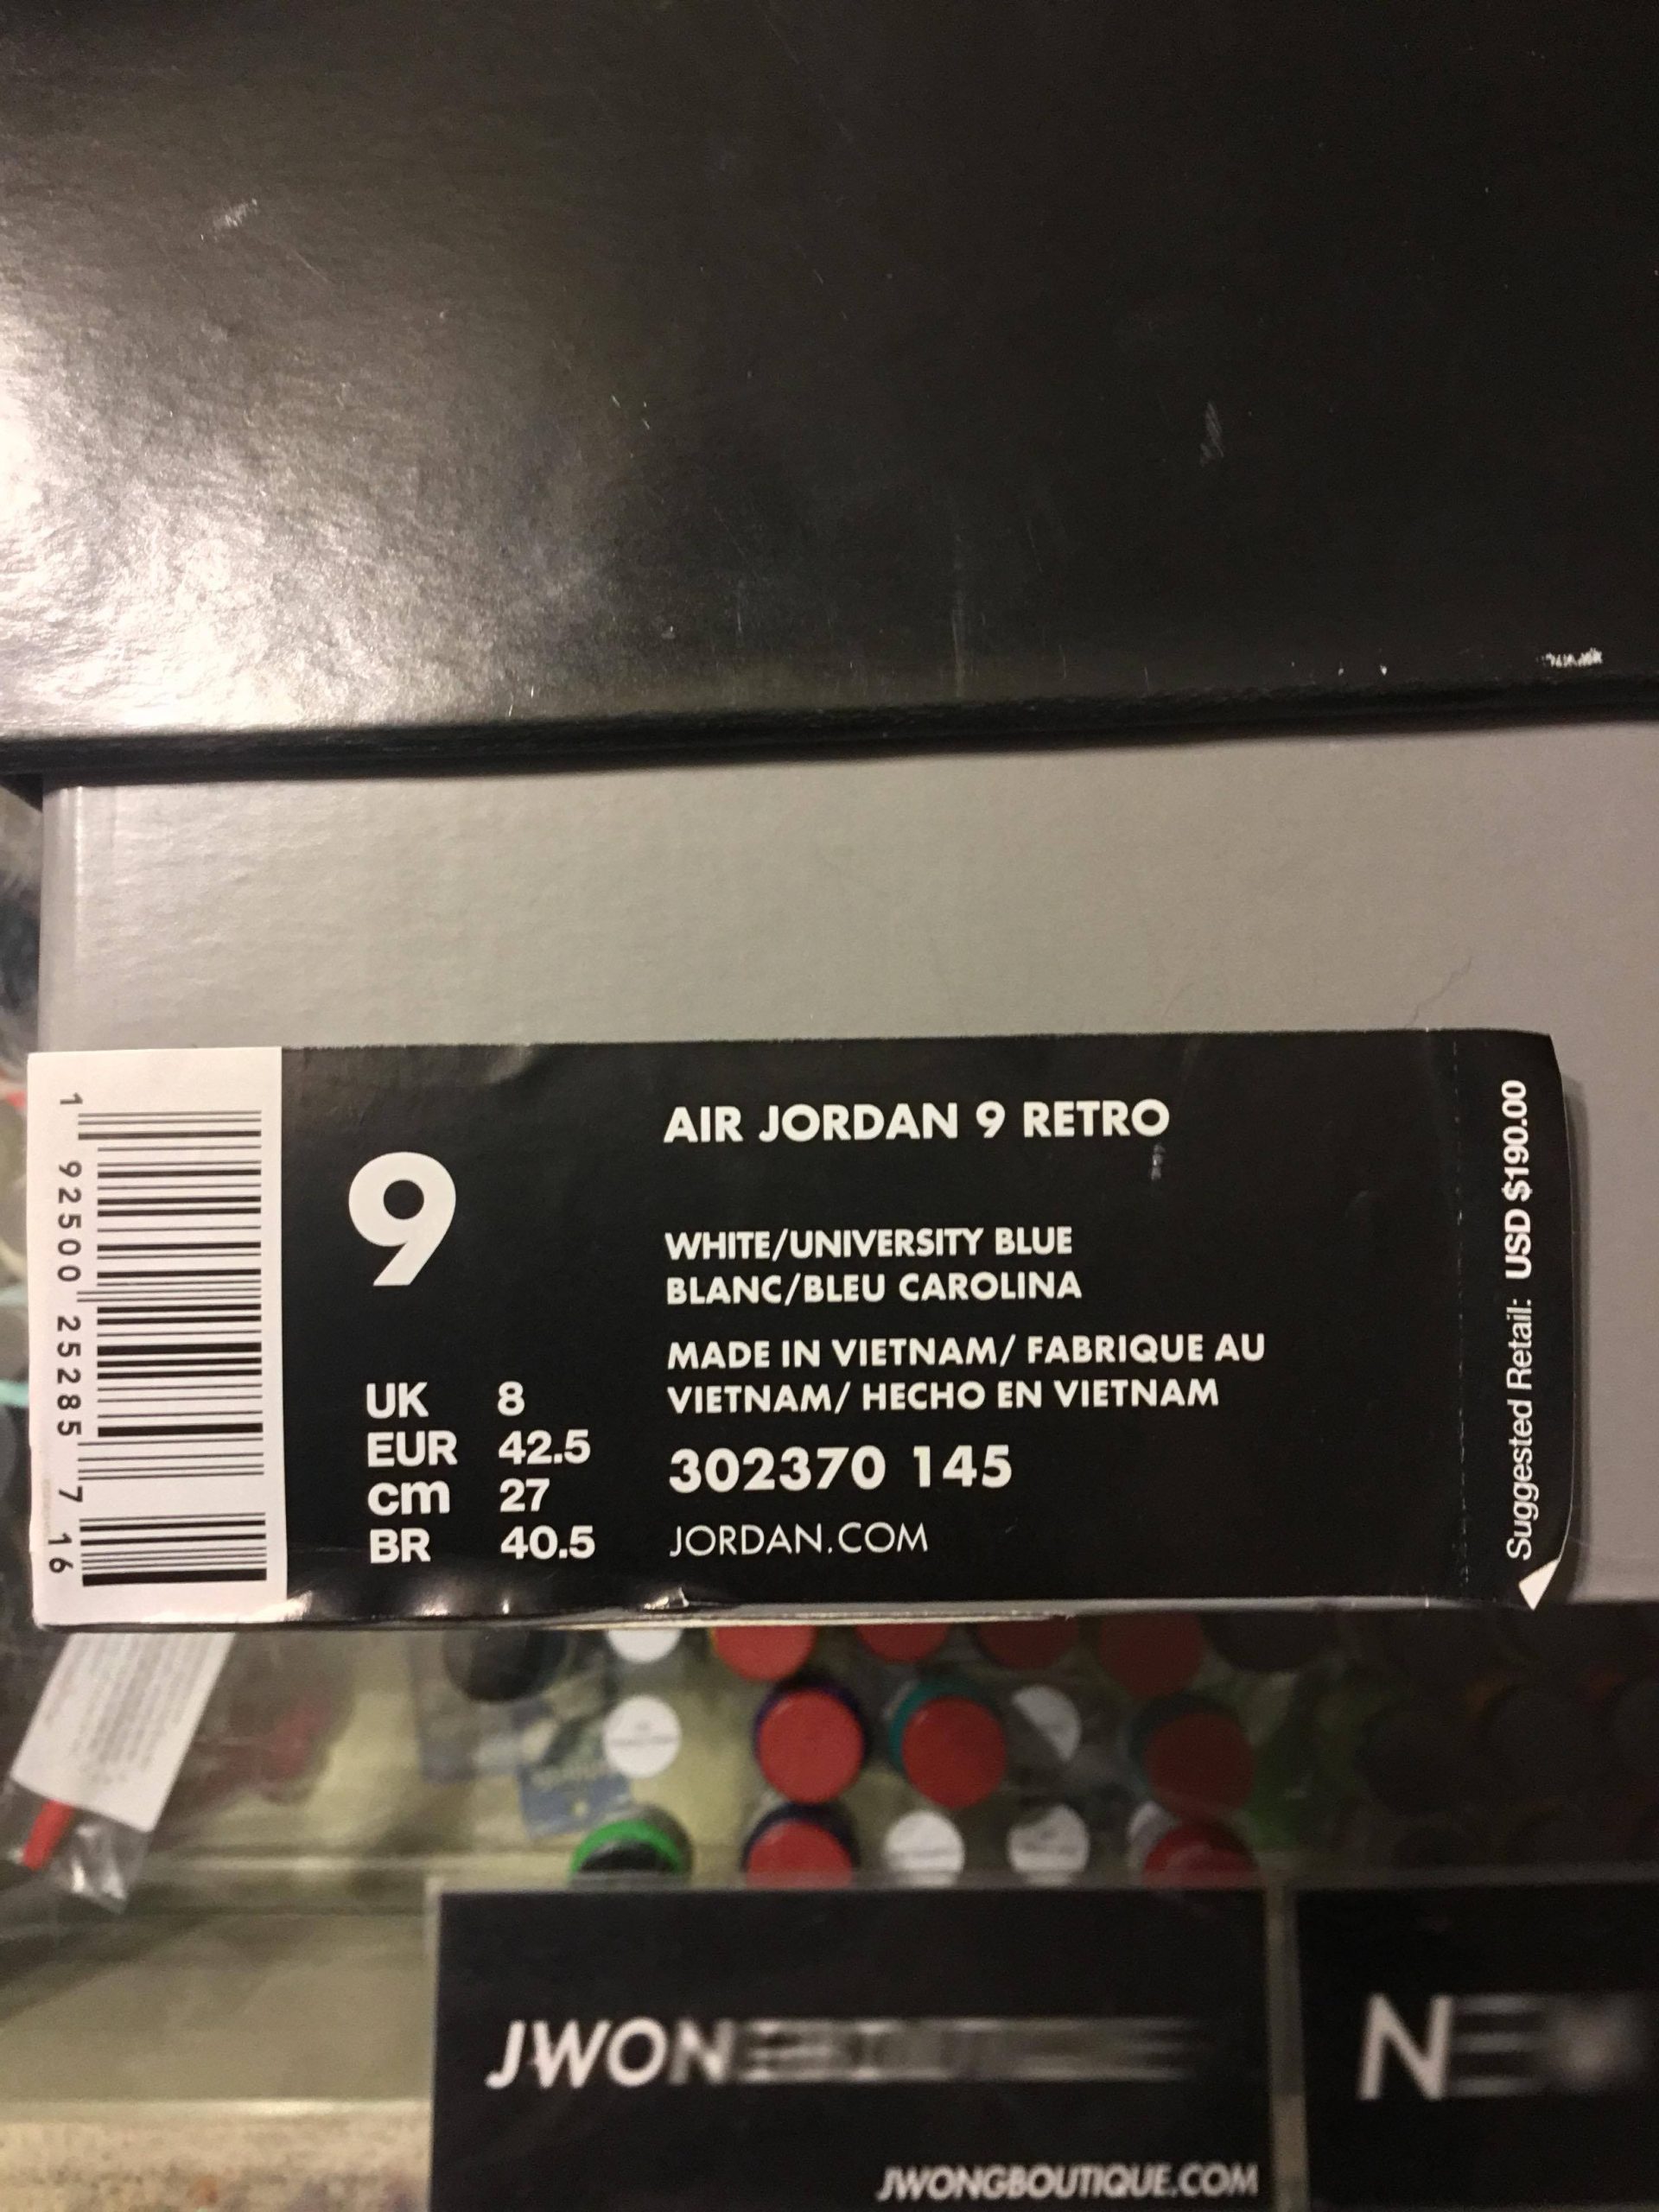 1 92500 25285 7 16
9
UK 8
EUR 42.5
cm 27
BR 40.5
AIR JORDAN 9 RETRO
WHITE/UNIVERSITY BLUE
BLANC/BLEU CAROLINA
MADE IN VIETNAM/ FABRIQUE AU
VIETNAM/ HECHO EN VIETNAM
302370 145
JORDAN.COM
Suggested Retail: USD $190.00
JWONGBOUTIQUE.COM